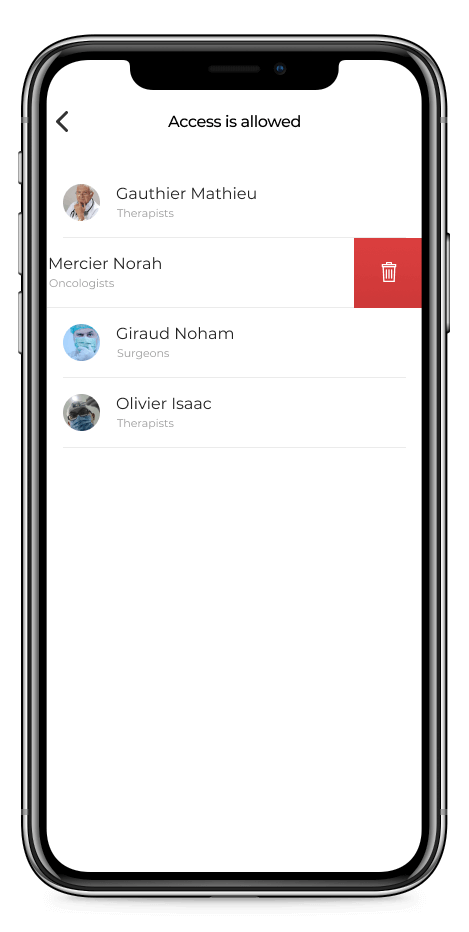 Access is allowed
Gauthier Mathieu
Therapists
Mercier Norah
Oncologists
Giraud Noham
Surgeons
Olivier Isaac
Therapists